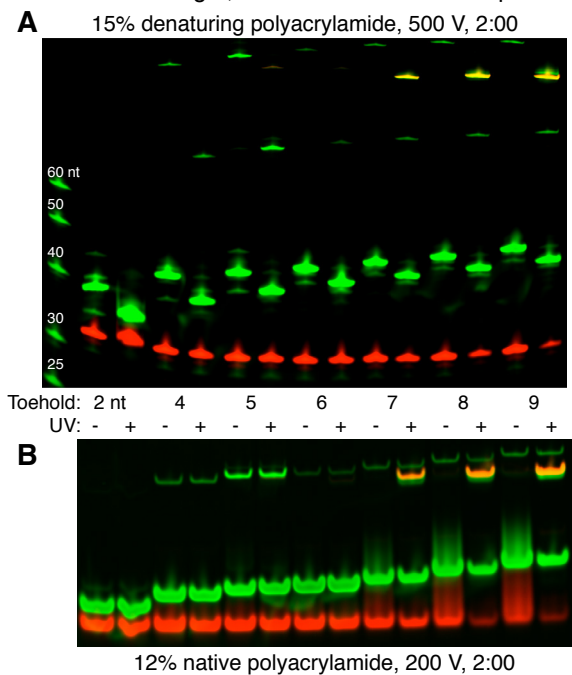 A
15% denaturing polyacrylamide, 500 V, 2:00
60 nt
50
40
30
25
Toehold: 2 nt 4 5 6 7 8 9
UV: - + - + - + - + - + - + - +
B
12% native polyacrylamide, 200 V, 2:00